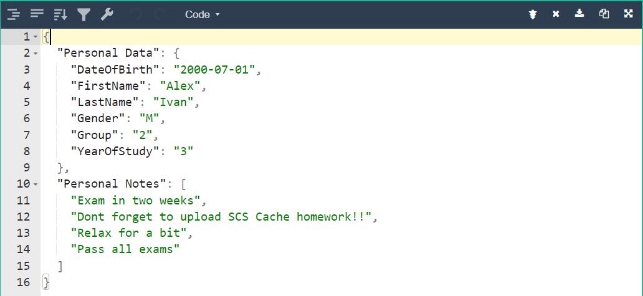 Code
1 {
2 "Personal Data": {
3 "DateOfBirth": "2000-07-01",
4 "FirstName": "Alex",
5 "LastName": "Ivan",
6 "Gender": "M",
7 "Group": "2",
8 "YearOfStudy": "3"
9 },
10 "Personal Notes": [
11 "Exam in two weeks",
12 "Dont forget to upload SCS Cache homework!!",
13 "Relax for a bit",
14 "Pass all exams"
15 ]
16 }